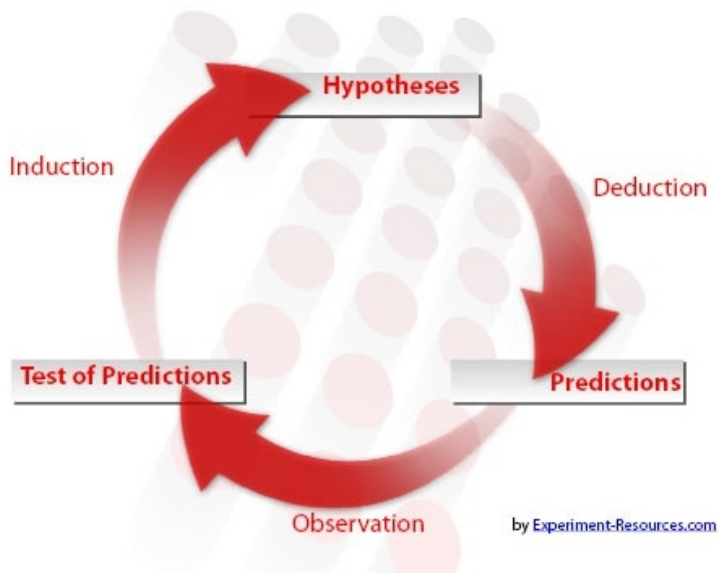 Hypotheses
Induction
Deduction
Test of Predictions
Predictions
Observation
by Experiment-Resources.com